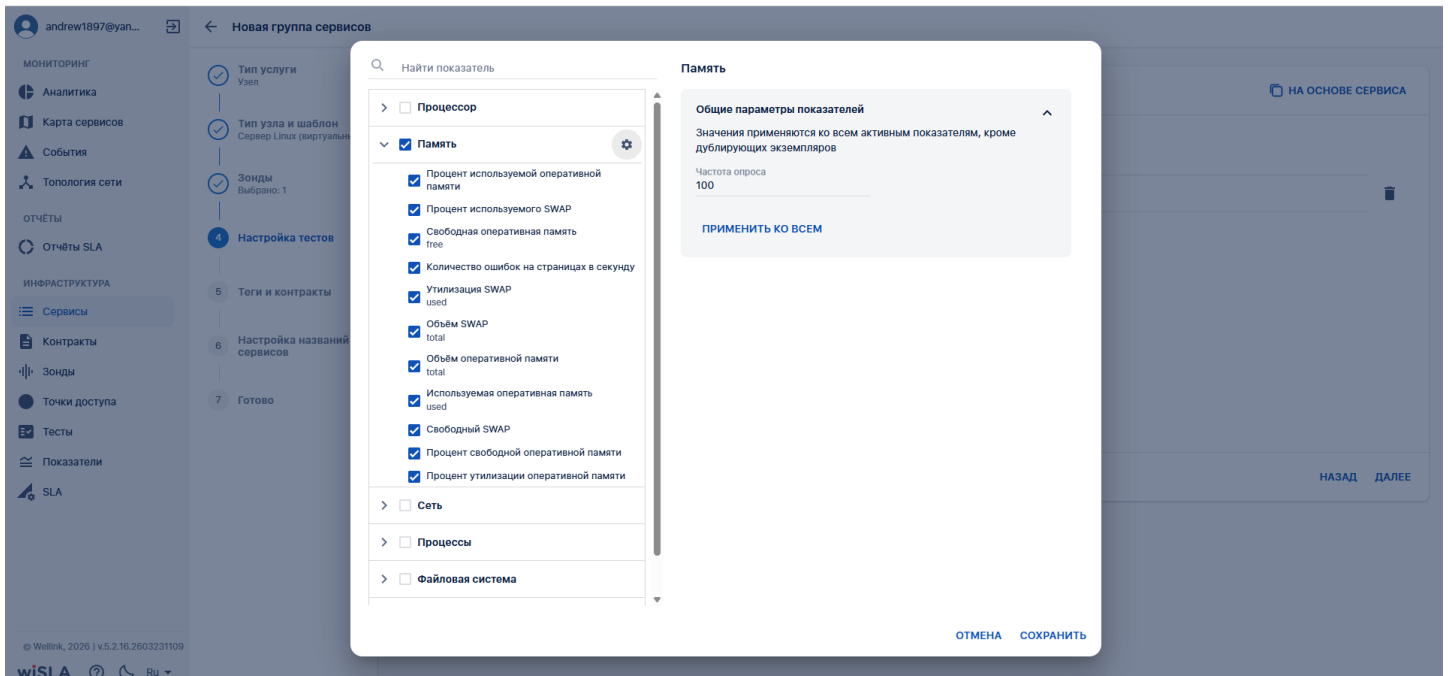 andrew1897@yan...
МОНИТОРИНГ
Аналитика
Карта сервисов
События
Топология сети
ОТЧЁТЫ
Отчёты SLA
ИНФРАСТРУКТУРА
Сервисы
Контракты
Зонды
Точки доступа
Тесты
Показатели
SLA
© Wellink, 2026 | v.5.2.16.2603231109
wiSLA
Ru
Новая группа сервисов
Тип услуги
Узел
Тип узла и шаблон
Сервер Linux (виртуальн
Зонды
Выбрано: 1
4 Настройка тестов
5 Теги и контракты
6 Настройка названий
сервисов
7 Готово
Найти показатель
Процессор
Память
Процент используемой оперативной
памяти
Процент используемого SWAP
Свободная оперативная память
free
Количество ошибок на страницах в секунду
Утилизация SWAP
used
Объём SWAP
total
Объём оперативной памяти
total
Используемая оперативная память
used
Свободный SWAP
Процент свободной оперативной памяти
Процент утилизации оперативной памяти
Сеть
Процессы
Файловая система
Память
Общие параметры показателей
Значения применяются ко всем активным показателям, кроме
дублирующих экземпляров
Частота опроса
100
ПРИМЕНИТЬ КО ВСЕМ
ОТМЕНА СОХРАНИТЬ
НА ОСНОВЕ СЕРВИСА
НАЗАД ДАЛЕЕ